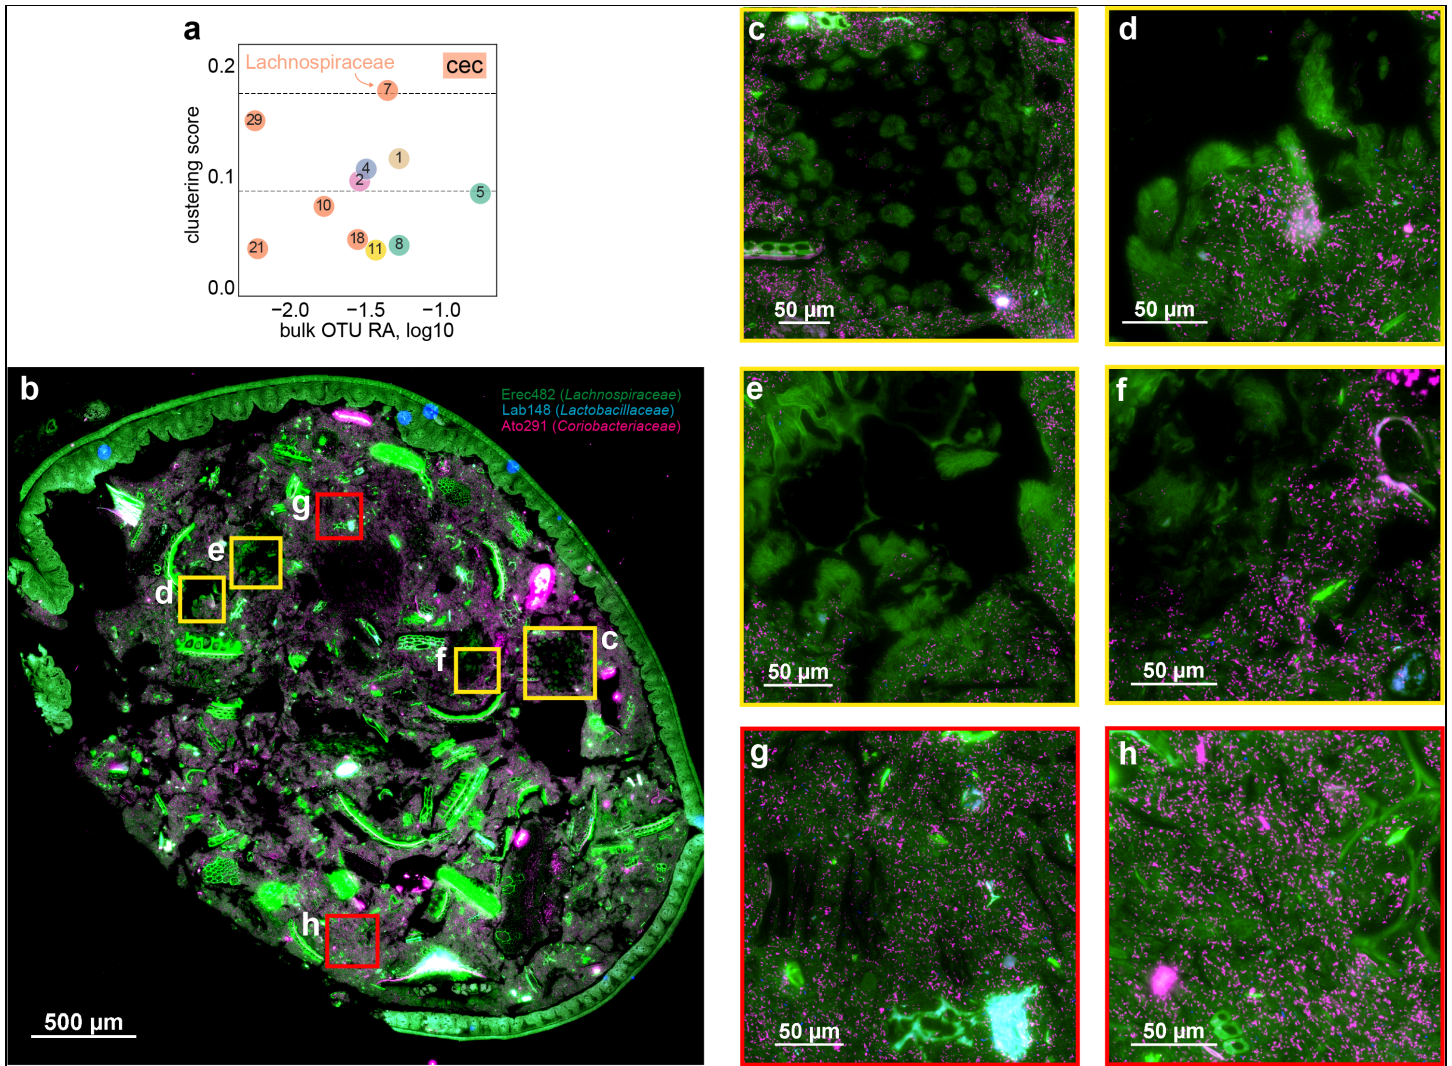 a
Lachnospiraceae
cec
0.2
0.1
0.0
clustering score
7
29
1
4
2
5
10
18
11
8
21
−2.0 −1.5 −1.0
bulk OTU RA, log10
b
Erec482 (Lachnospiraceae)
Lab148 (Lactobacillaceae)
Ato291 (Coriobacteriaceae)
g
e
d
c
f
h
500 µm
c
50 µm
d
50 µm
e
50 µm
f
50 µm
g
50 µm
h
50 µm